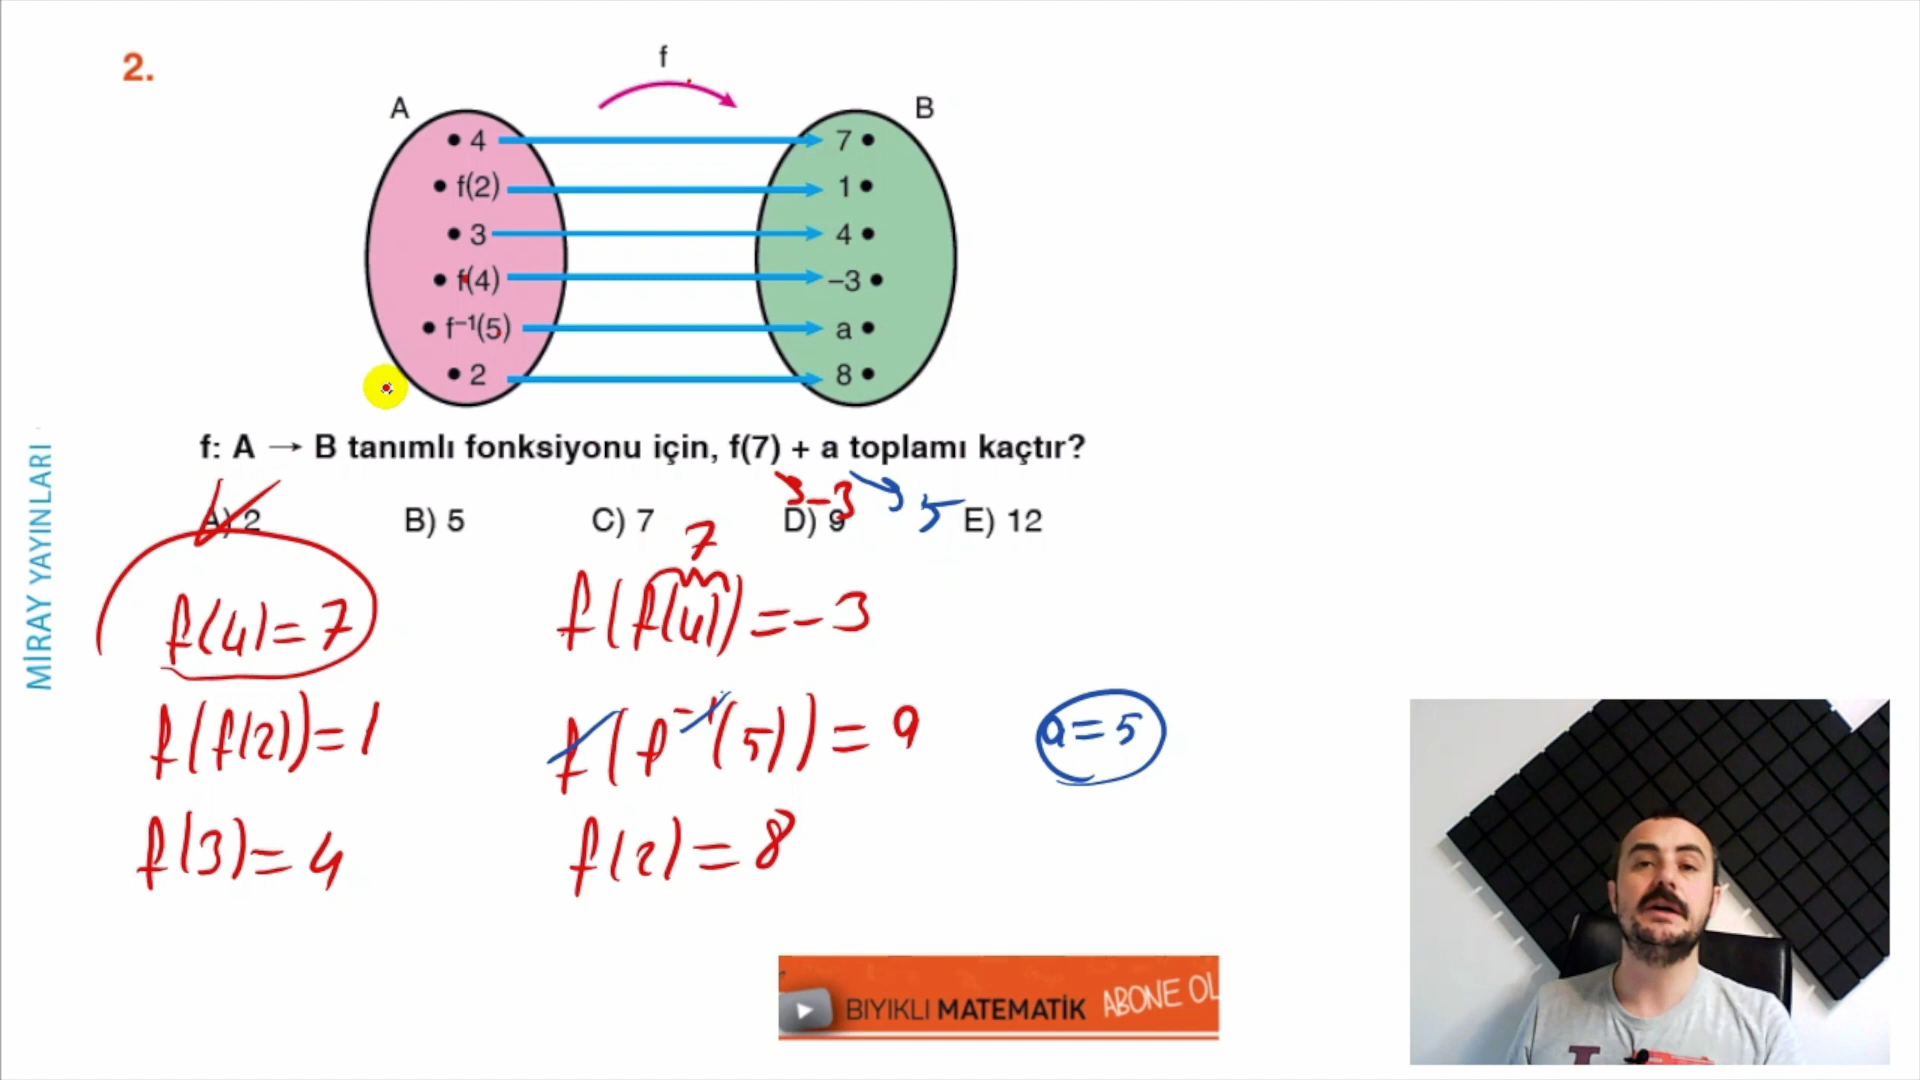 2.
f
A
B
4
7
f(2)
1
3
4
f(4)
–3
f⁻¹(5)
a
2
8
f: A → B tanımlı fonksiyonu için, f(7) + a toplamı kaçtır?
-3
5
A) 2
B) 5
C) 7
D) 9
E) 12
7
f(4)=7
f(f(4))=-3
f(f(2))=1
f(f⁻¹(5))=a
a=5
f(3)=4
f(2)=8
MİRAY YAYINLARI
BIYIKLI MATEMATİK ABONE OL